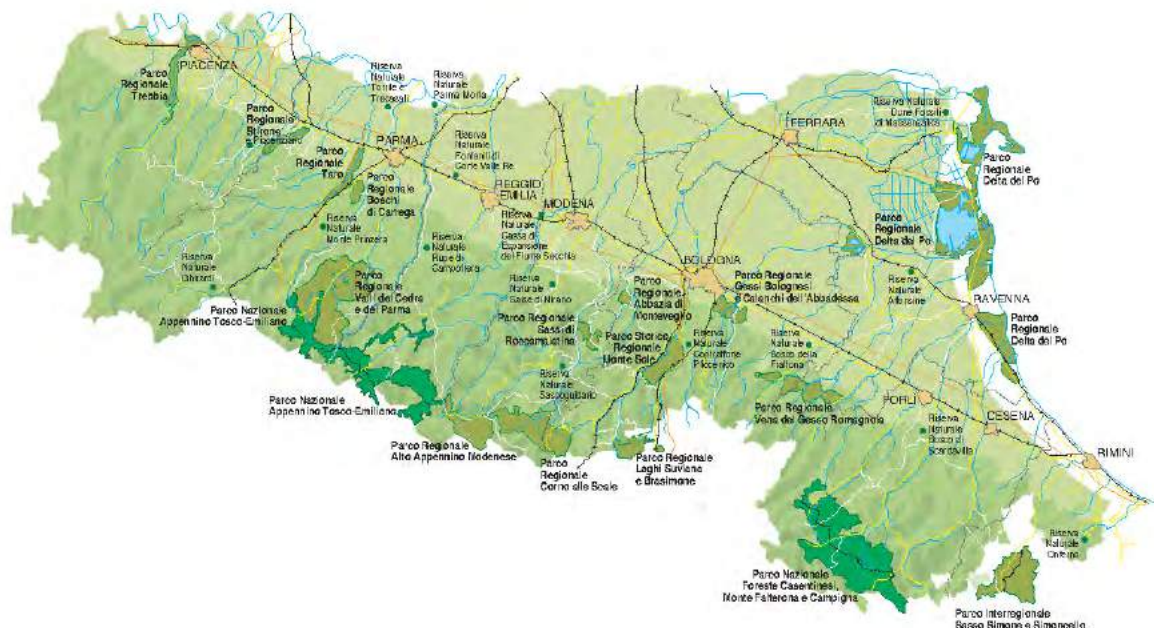 PIACENZA
Parco
Regionale
Trebbia
Parco
Regionale
Stirone
Riserva
Naturale
Torrile e
Trecasali
Riserva
Naturale
Parma Morta
PARMA
Parco
Regionale
Taro
Parco
Regionale
Boschi
di Carrega
Riserva
Naturale
Fontanili di
Corte Valle Re
REGGIO
EMILIA
MODENA
Riserva
Naturale
Cassa di
Espansione
del Fiume Secchia
FERRARA
Riserva Naturale
Dune Fossili
di Massenzatica
Parco
Regionale
Delta del Po
Parco
Regionale
Delta del Po
Riserva
Naturale
Monte Prinzera
Riserva
Naturale
Rupe di
Campotrera
Riserva
Naturale
Ghirardi
Parco
Regionale
Valli del Cedra
e del Parma
Riserva
Naturale
Salse di Nirano
BOLOGNA
Parco
Regionale
Abbazia di
Monteveglio
Parco Regionale
Gessi Bolognesi
e Calanchi dell'Abbadessa
Riserva
Naturale
Alfonsine
RAVENNA
Parco
Regionale
Delta del Po
Parco Nazionale
Appennino Tosco-Emiliano
Parco Regionale
Sassi di
Roccamalatina
Parco Storico
Regionale
Monte Sole
Riserva
Naturale
Contrafforte
Pliocenico
Riserva
Naturale
Bosco della
Frattona
Riserva
Naturale
Sassoguidano
Parco Nazionale
Appennino Tosco-Emiliano
Parco Regionale
Vena del Gesso Romagnola
FORLI
CESENA
Riserva
Naturale
Bosco di
Scardavilla
RIMINI
Parco Regionale
Alto Appennino Modenese
Parco
Regionale
Corno alle Scale
Parco Regionale
Laghi Suviana
e Brasimone
Riserva
Naturale
Onferno
Parco Nazionale
Foreste Casentinesi,
Monte Falterona e Campigna
Parco Interregionale
Sasso Simone e Simoncello